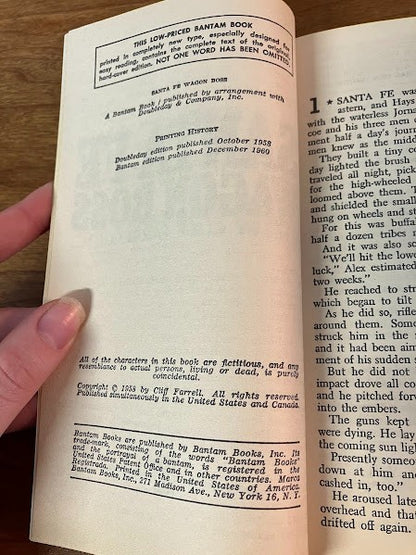 THIS LOW-PRICED BANTAM BOOK
printed in completely new type, especially designed for
easy reading, contains the complete text of the original
hard-cover edition. NOT ONE WORD HAS BEEN OMITTED.
SANTA FE WAGON BOSS
A Bantam Book / published by arrangement with
Doubleday & Company, Inc.
PRINTING HISTORY
Doubleday edition published October 1958
Bantam edition published December 1960
All of the characters in this book are fictitious, and any
resemblance to actual persons, living or dead, is purely
coincidental.
Copyright © 1958 by Cliff Farrell. All rights reserved.
Published simultaneously in the United States and Canada.
Bantam Books are published by Bantam Books, Inc. Its
trade-mark, consisting of the words "Bantam Books"
and the portrayal of a bantam, is registered in the
United States Patent Office and in other countries. Marca
Registrada. Printed in the United States of America.
Bantam Books, Inc., 271 Madison Ave., New York 16, N. Y.
1 ★ SANTA FE was
astern, and Hays
with the waterless Jorna
coe and his three men
ment half a day's journ
men knew as the midd
They built a tiny co
day lighted the brush
traveled all night, pick
for the high-wheeled
loomed above them.
and shielded the small
hung on wheels and s
For this was buffa
half a dozen tribes r
And it was also so
"We'll hit the lowe
luck," Alex estimated
two weeks."
He reached to str
which began to tilt
As he did so, rifle
around them. Some
struck him in the r
and it had been aim
ment of his sudden s
But he did not
impact drove all co
and he pitched forw
into the embers.
The guns kept
were dying. He lay
the coming sun ligh
Presently someo
down at him and
cashed in, too."
He aroused late
overhead and that
drifted off again.